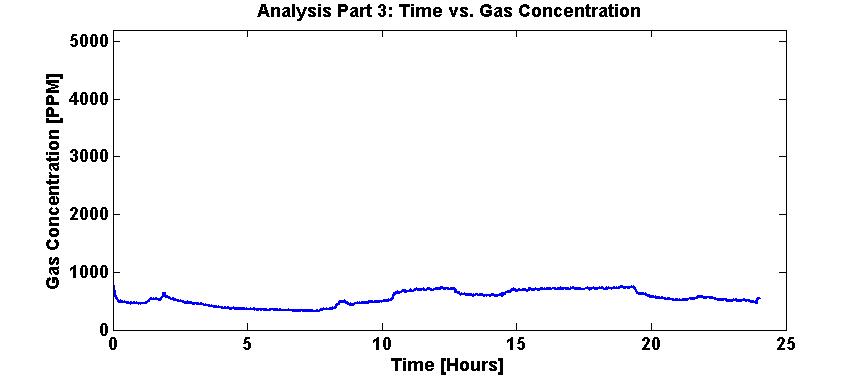 Analysis Part 3: Time vs. Gas Concentration
Gas Concentration [PPM]
5000
4000
3000
2000
1000
0
0 5 10 15 20 25
Time [Hours]